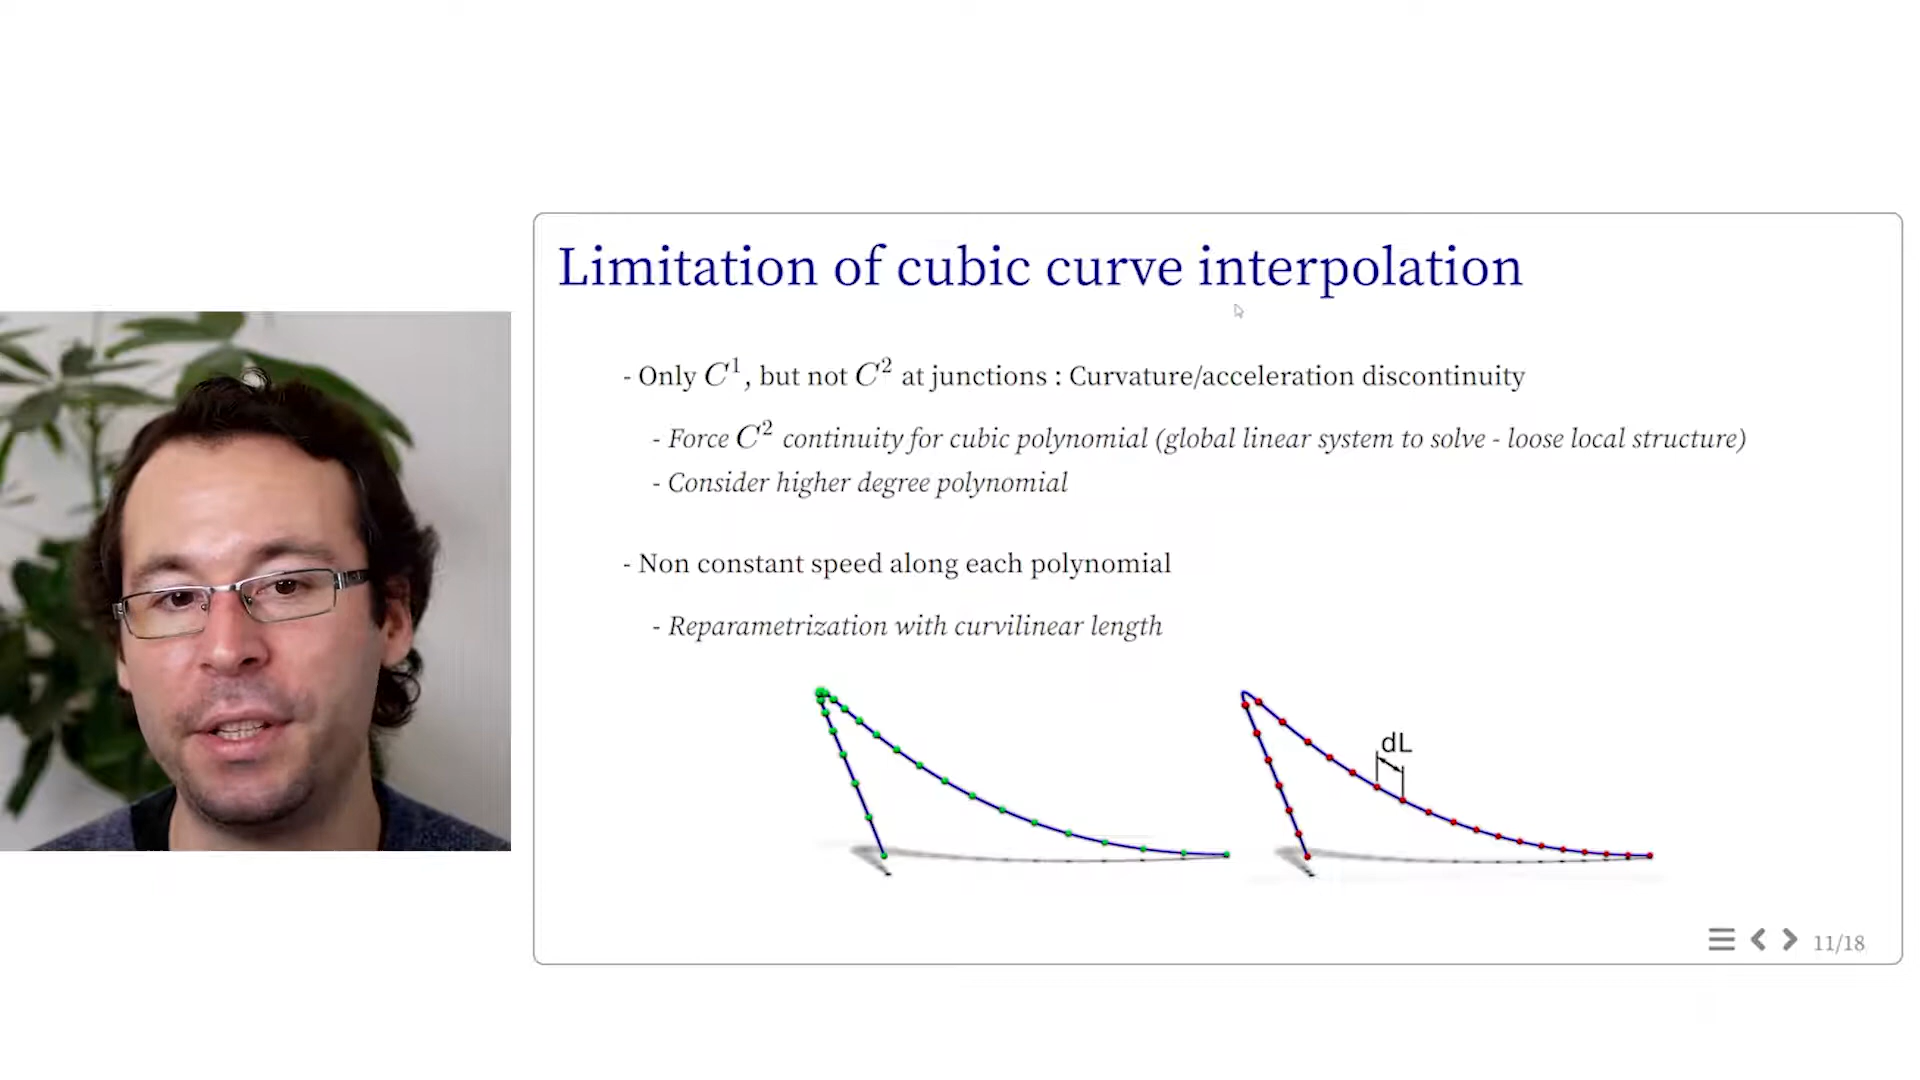 Limitation of cubic curve interpolation
- Only C¹, but not C² at junctions : Curvature/acceleration discontinuity
- Force C² continuity for cubic polynomial (global linear system to solve - loose local structure)
- Consider higher degree polynomial
- Non constant speed along each polynomial
- Reparametrization with curvilinear length
dL
11/18